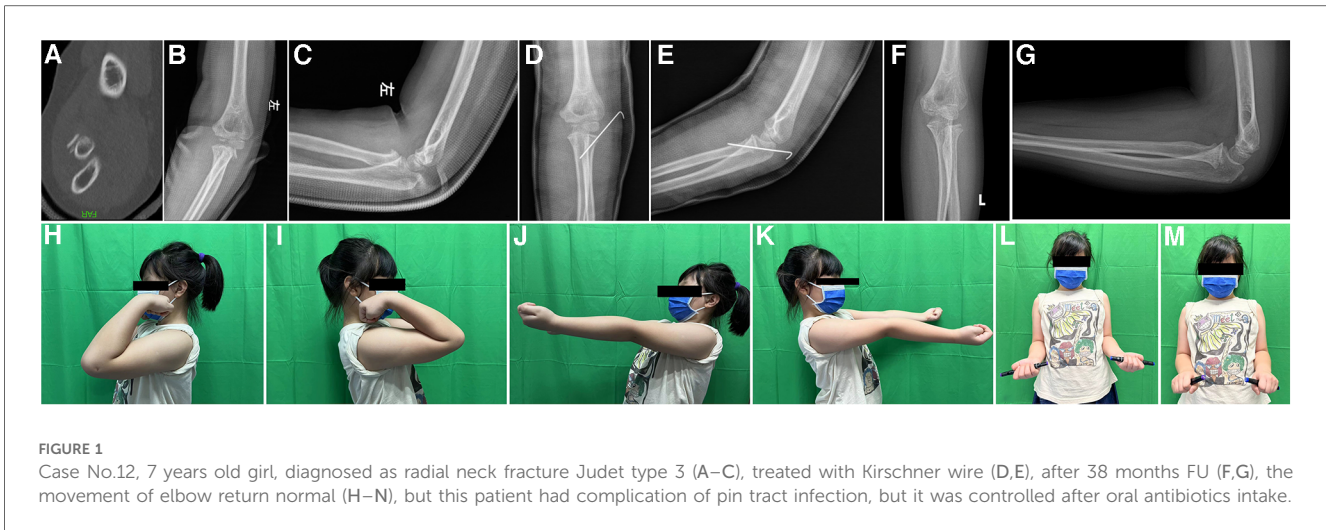 A
B
C
D
E
F
G
FAR
L
H
I
J
K
L
M
FIGURE 1
Case No.12, 7 years old girl, diagnosed as radial neck fracture Judet type 3 (A–C), treated with Kirschner wire (D,E), after 38 months FU (F,G), the
movement of elbow return normal (H–N), but this patient had complication of pin tract infection, but it was controlled after oral antibiotics intake.